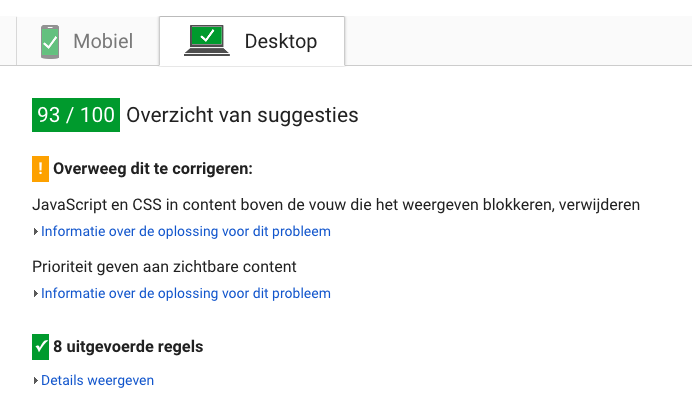 Mobiel
Desktop
93 / 100 Overzicht van suggesties
! Overweeg dit te corrigeren:
JavaScript en CSS in content boven de vouw die het weergeven blokkeren, verwijderen
Informatie over de oplossing voor dit probleem
Prioriteit geven aan zichtbare content
Informatie over de oplossing voor dit probleem
8 uitgevoerde regels
Details weergeven